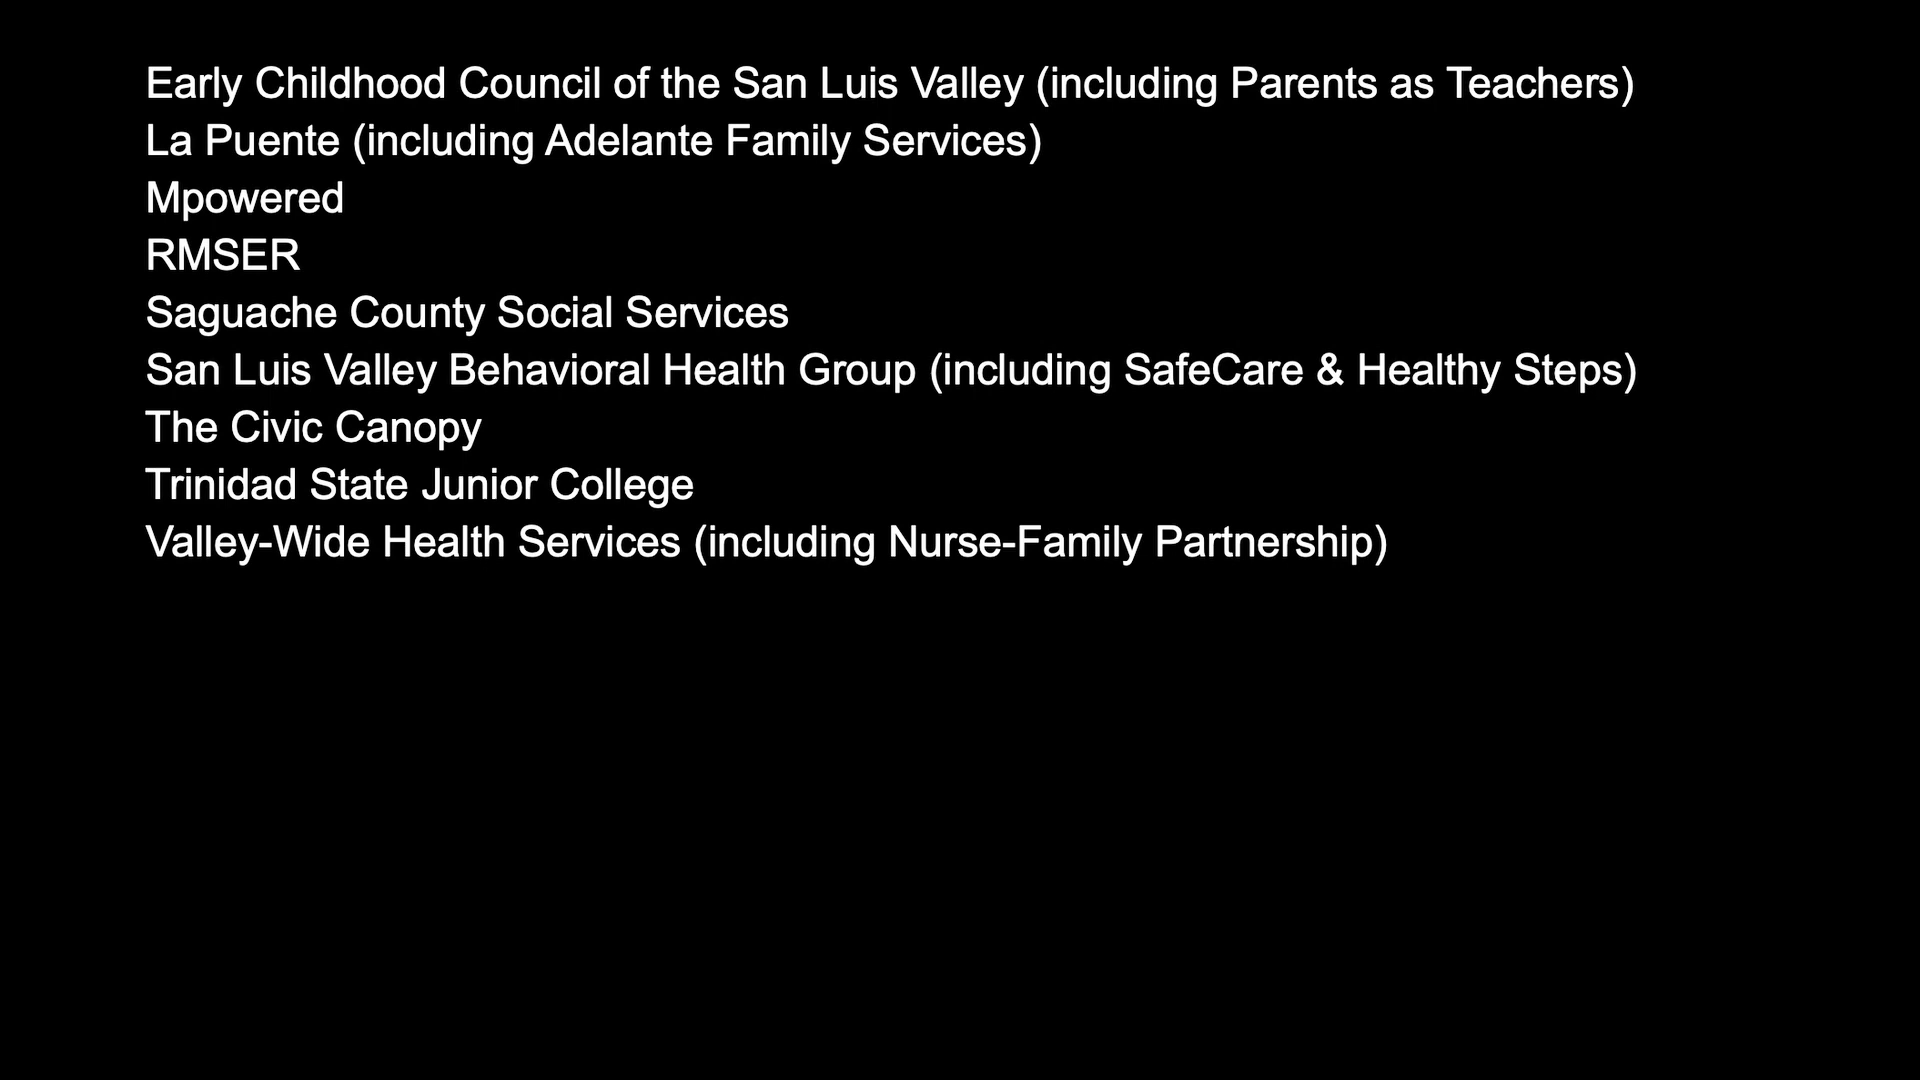 Early Childhood Council of the San Luis Valley (including Parents as Teachers)
La Puente (including Adelante Family Services)
Mpowered
RMSER
Saguache County Social Services
San Luis Valley Behavioral Health Group (including SafeCare & Healthy Steps)
The Civic Canopy
Trinidad State Junior College
Valley-Wide Health Services (including Nurse-Family Partnership)